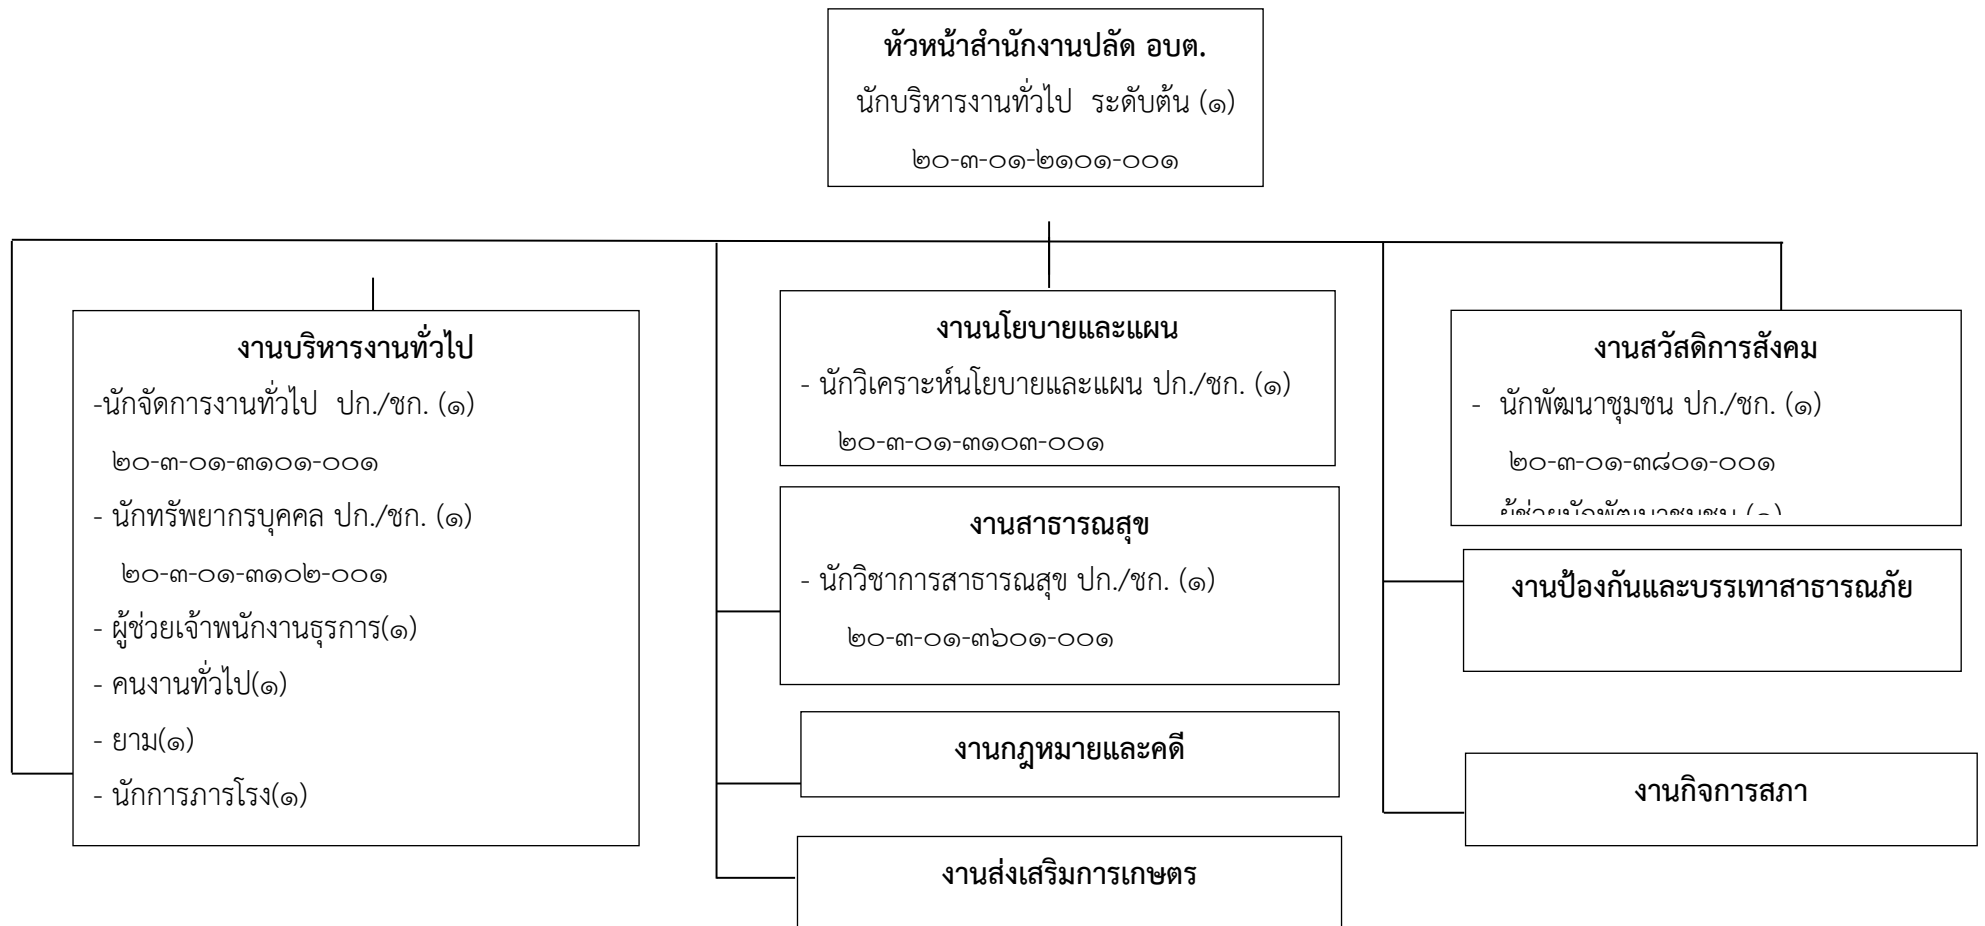 หัวหน้าสำนักงานปลัด อบต.
นักบริหารงานทั่วไป  ระดับต้น (๑)
๒๐-๓-๐๑-๒๑๐๑-๐๐๑
งานบริหารงานทั่วไป
-นักจัดการงานทั่วไป  ปก./ชก. (๑)
๒๐-๓-๐๑-๓๑๐๑-๐๐๑
- นักทรัพยากรบุคคล ปก./ชก. (๑)
๒๐-๓-๐๑-๓๑๐๒-๐๐๑
- ผู้ช่วยเจ้าพนักงานธุรการ(๑)
- คนงานทั่วไป(๑)
- ยาม(๑)
- นักการภารโรง(๑)
งานนโยบายและแผน
- นักวิเคราะห์นโยบายและแผน ปก./ชก. (๑)
๒๐-๓-๐๑-๓๑๐๓-๐๐๑
งานสาธารณสุข
- นักวิชาการสาธารณสุข ปก./ชก. (๑)
๒๐-๓-๐๑-๓๖๐๑-๐๐๑
งานกฎหมายและคดี
งานส่งเสริมการเกษตร
งานสวัสดิการสังคม
-  นักพัฒนาชุมชน ปก./ชก. (๑)
๒๐-๓-๐๑-๓๘๐๑-๐๐๑
ผู้ช่วยนักพัฒนาชุมชน (๑)
งานป้องกันและบรรเทาสาธารณภัย
งานกิจการสภา